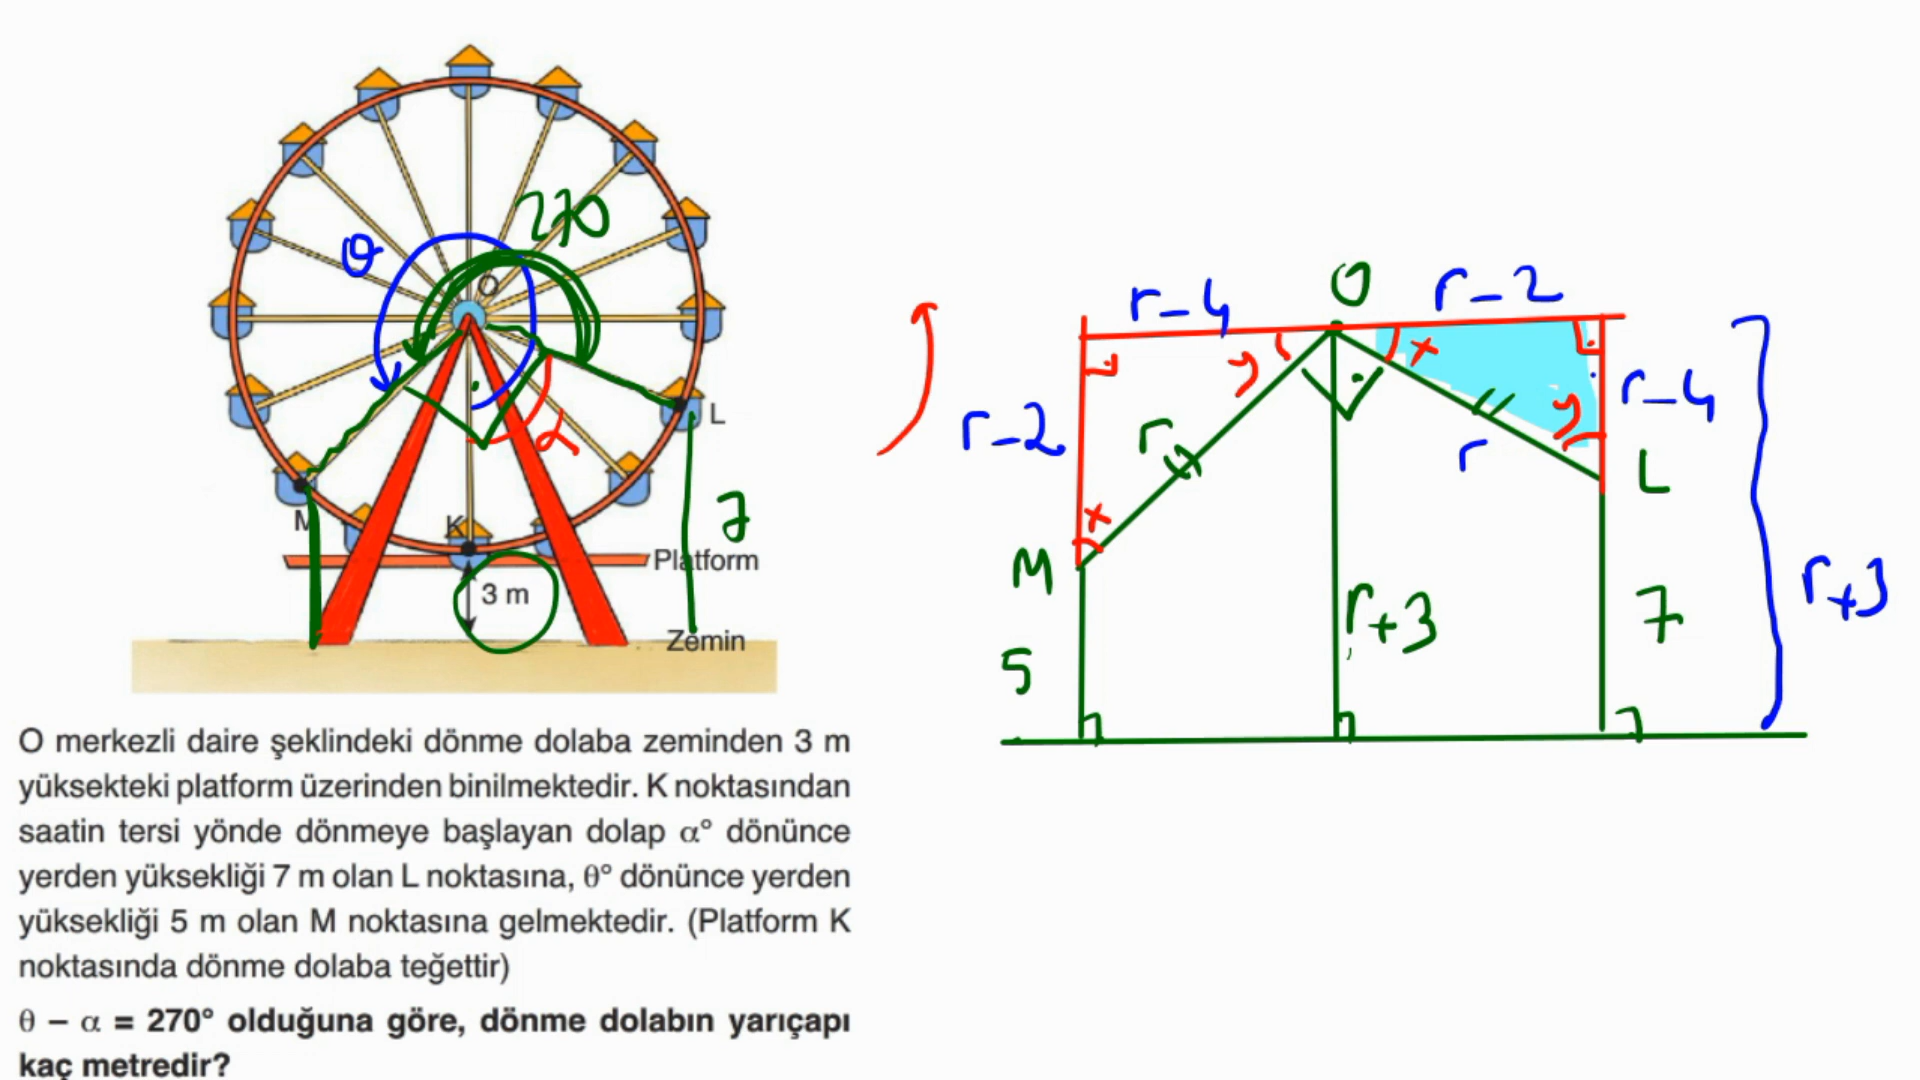 270
θ
O
α
L
7
M
K
Platform
3 m
Zemin
O merkezli daire şeklindeki dönme dolaba zeminden 3 m
yüksekteki platform üzerinden binilmektedir. K noktasından
saatin tersi yönde dönmeye başlayan dolap α° dönünce
yerden yüksekliği 7 m olan L noktasına, θ° dönünce yerden
yüksekliği 5 m olan M noktasına gelmektedir. (Platform K
noktasında dönme dolaba teğettir)
θ – α = 270° olduğuna göre, dönme dolabın yarıçapı
kaç metredir?
O
r-4
r-2
y
x
r-2
r
y
r-4
r
x
L
M
5
r+3
7
r+3